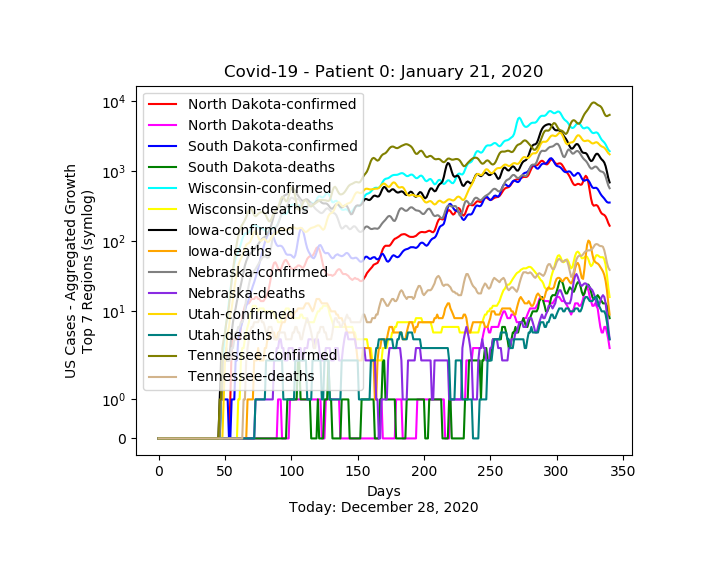 Covid-19 - Patient 0: January 21, 2020
US Cases - Aggregated Growth
Top 7 Regions (symlog)
10^4
10^3
10^2
10^1
10^0
0
North Dakota-confirmed
North Dakota-deaths
South Dakota-confirmed
South Dakota-deaths
Wisconsin-confirmed
Wisconsin-deaths
Iowa-confirmed
Iowa-deaths
Nebraska-confirmed
Nebraska-deaths
Utah-confirmed
Utah-deaths
Tennessee-confirmed
Tennessee-deaths
0 50 100 150 200 250 300 350
Days
Today: December 28, 2020